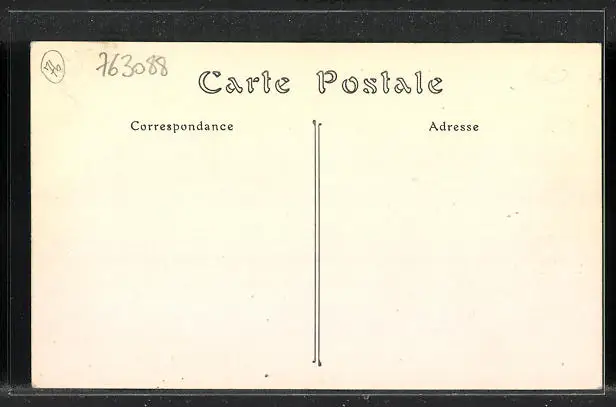 763088
Carte Postale
Correspondance
Adresse